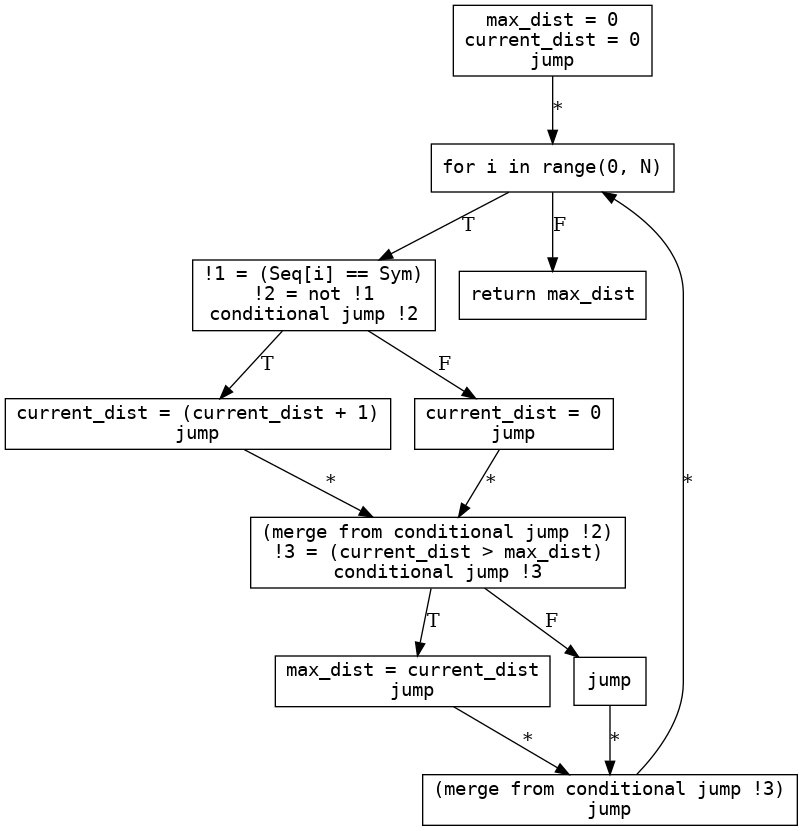 max_dist = 0
current_dist = 0
jump
*
for i in range(0, N)
T
F
!1 = (Seq[i] == Sym)
!2 = not !1
conditional jump !2
return max_dist
T
F
current_dist = (current_dist + 1)
jump
current_dist = 0
jump
*
*
*
(merge from conditional jump !2)
!3 = (current_dist > max_dist)
conditional jump !3
T
F
max_dist = current_dist
jump
jump
*
*
(merge from conditional jump !3)
jump